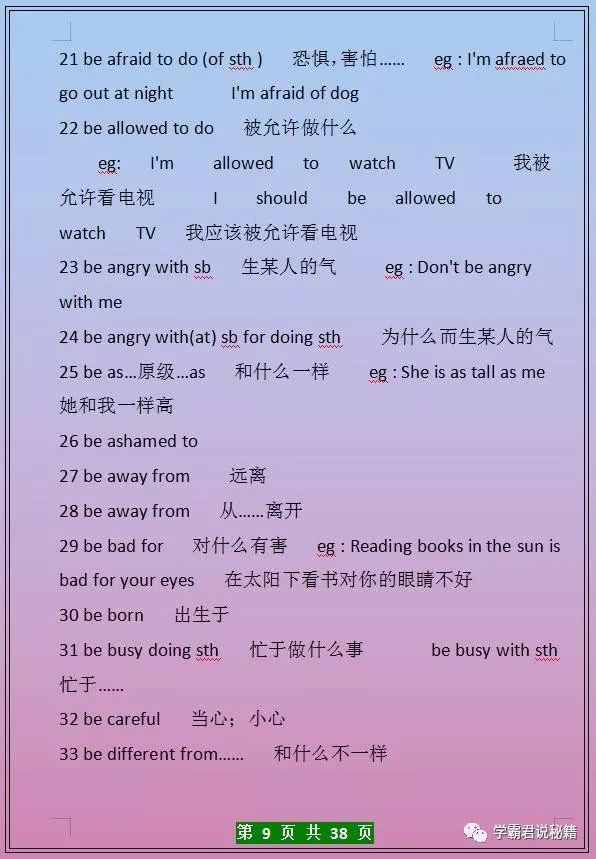 21 be afraid to do (of sth )  恐惧，害怕……  eg : I'm afraed to
go out at night  I'm afraid of dog
22 be allowed to do  被允许做什么
eg: I'm allowed to watch TV 我被
允许看电视 I should be allowed to
watch TV 我应该被允许看电视
23 be angry with sb  生某人的气  eg : Don't be angry
with me
24 be angry with(at) sb for doing sth  为什么而生某人的气
25 be as…原级…as  和什么一样  eg : She is as tall as me
她和我一样高
26 be ashamed to
27 be away from  远离
28 be away from  从……离开
29 be bad for  对什么有害  eg : Reading books in the sun is
bad for your eyes  在太阳下看书对你的眼睛不好
30 be born  出生于
31 be busy doing sth  忙于做什么事  be busy with sth
忙于……
32 be careful  当心；小心
33 be different from……  和什么不一样
第 9 页 共 38 页
学霸君说秘籍